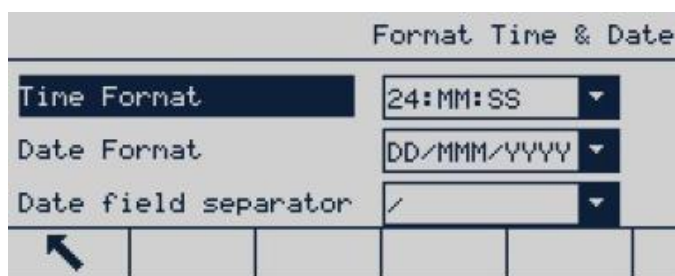 Format Time & Date
Time Format 24:MM:SS
Date Format DD/MMM/YYYY
Date field separator /